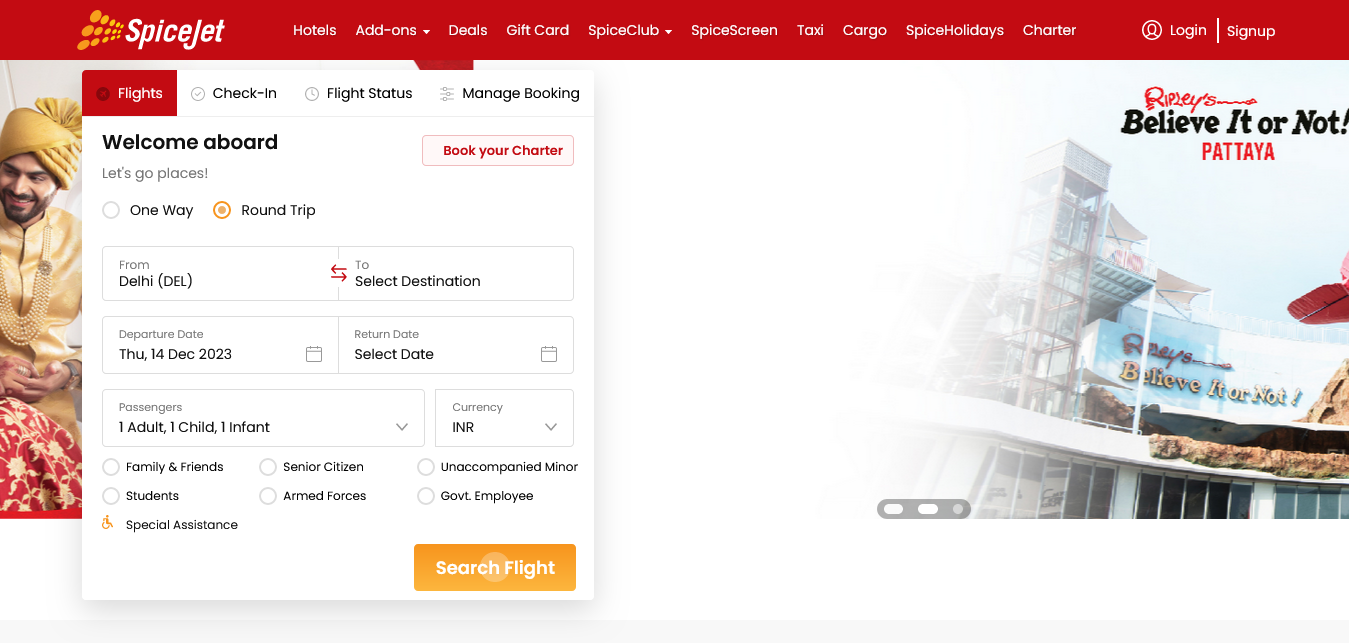 SpiceJet
Hotels Add-ons Deals Gift Card SpiceClub SpiceScreen Taxi Cargo SpiceHolidays Charter Login Signup
Flights Check-In Flight Status Manage Booking
Welcome aboard
Book your Charter
Let's go places!
One Way Round Trip
From To
Delhi (DEL) Select Destination
Departure Date Return Date
Thu, 14 Dec 2023 Select Date
Passengers Currency
1 Adult, 1 Child, 1 Infant INR
Family & Friends Senior Citizen Unaccompanied Minor
Students Armed Forces Govt. Employee
Special Assistance
Search Flight
Ripley's
Believe It or Not!
PATTAYA
Ripley's
Believe It or Not!